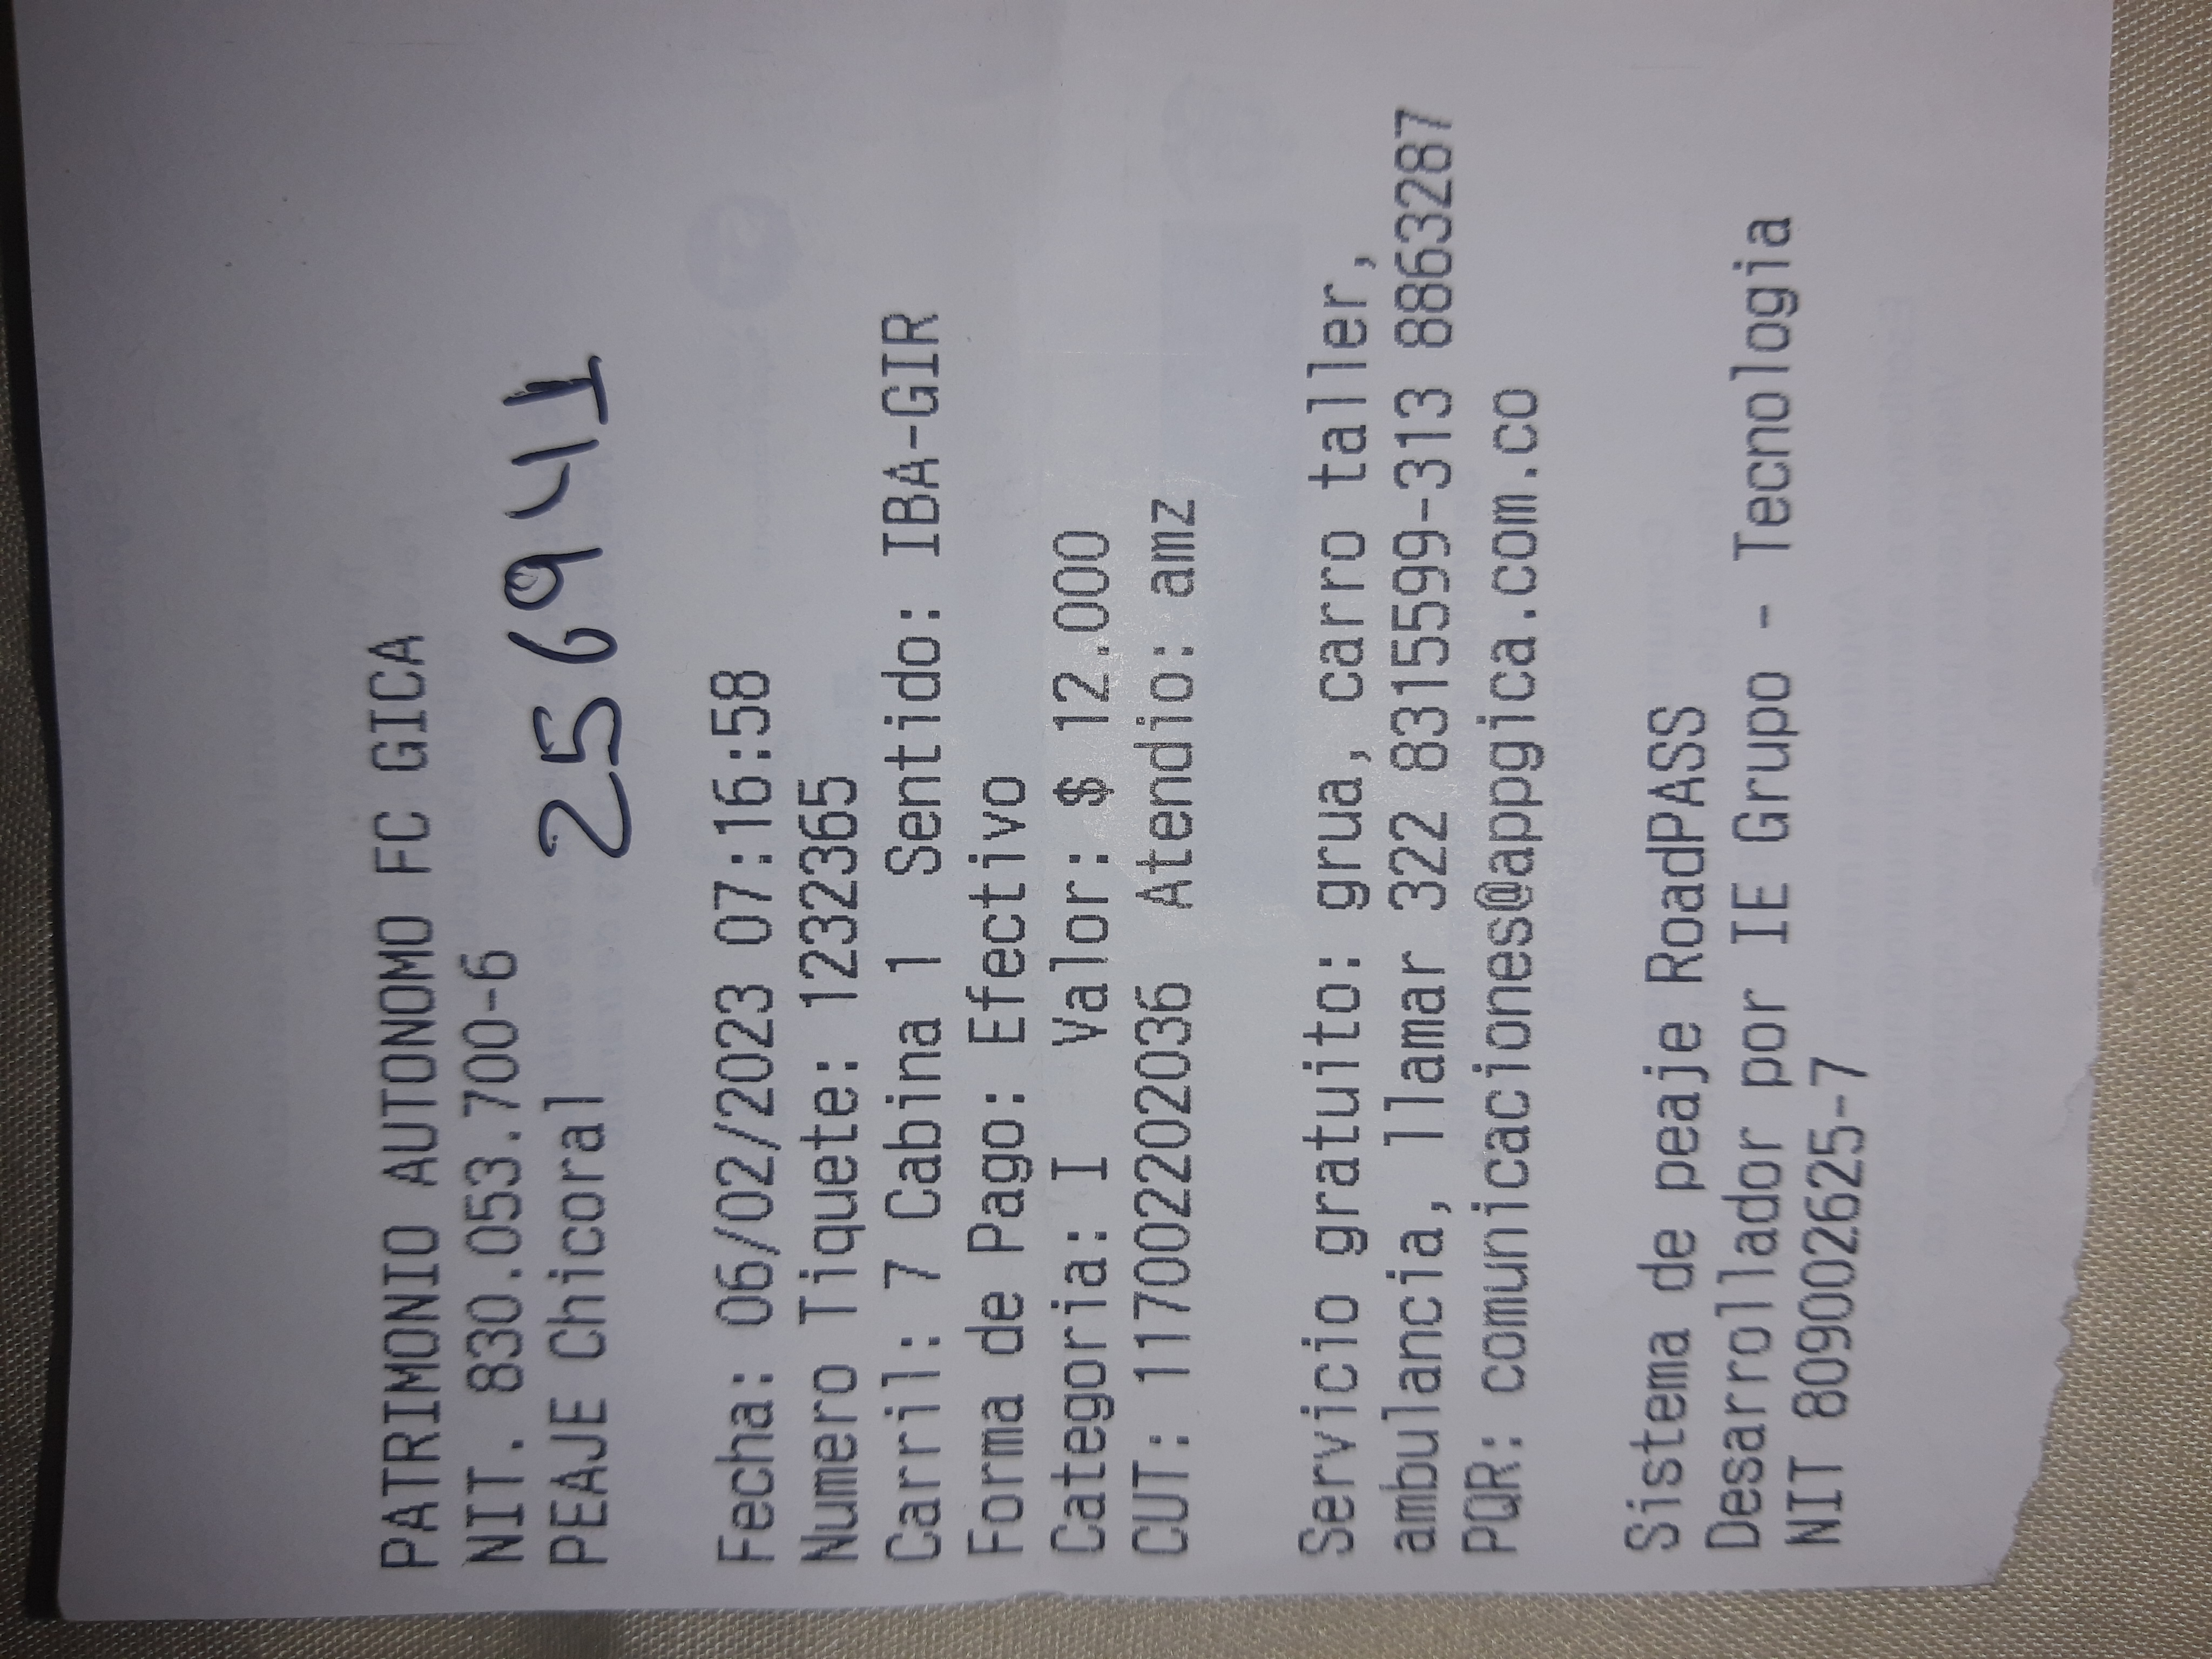 PATRIMONIO AUTONOMO FC GICA
NIT. 830.053.700-6
PEAJE Chicoral
256941
Fecha: 06/02/2023 07:16:58
Numero Tiquete: 1232365
Carril: 7 Cabina 1 Sentido: IBA-GIR
Forma de Pago: Efectivo
Categoria: I Valor: $ 12.000
CUT: 11700220202036 Atendio: amz
Servicio gratuito: grua, carro taller,
ambulancia, llamar 322 8315599-313 8863287
PQR: comunicaciones@appgica.com.co
Sistema de peaje RoadPASS
Desarrollador por IE Grupo - Tecnologia
NIT 809002625-7